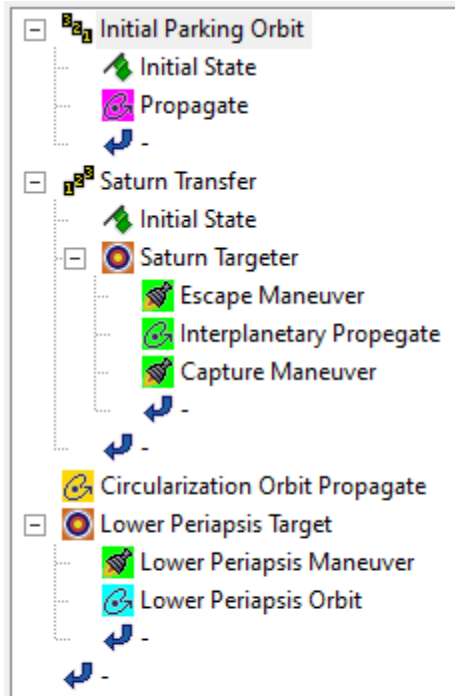 Initial Parking Orbit
Initial State
Propagate
-
Saturn Transfer
Initial State
Saturn Targeter
Escape Maneuver
Interplanetary Propegate
Capture Maneuver
-
-
Circularization Orbit Propagate
Lower Periapsis Target
Lower Periapsis Maneuver
Lower Periapsis Orbit
-
-